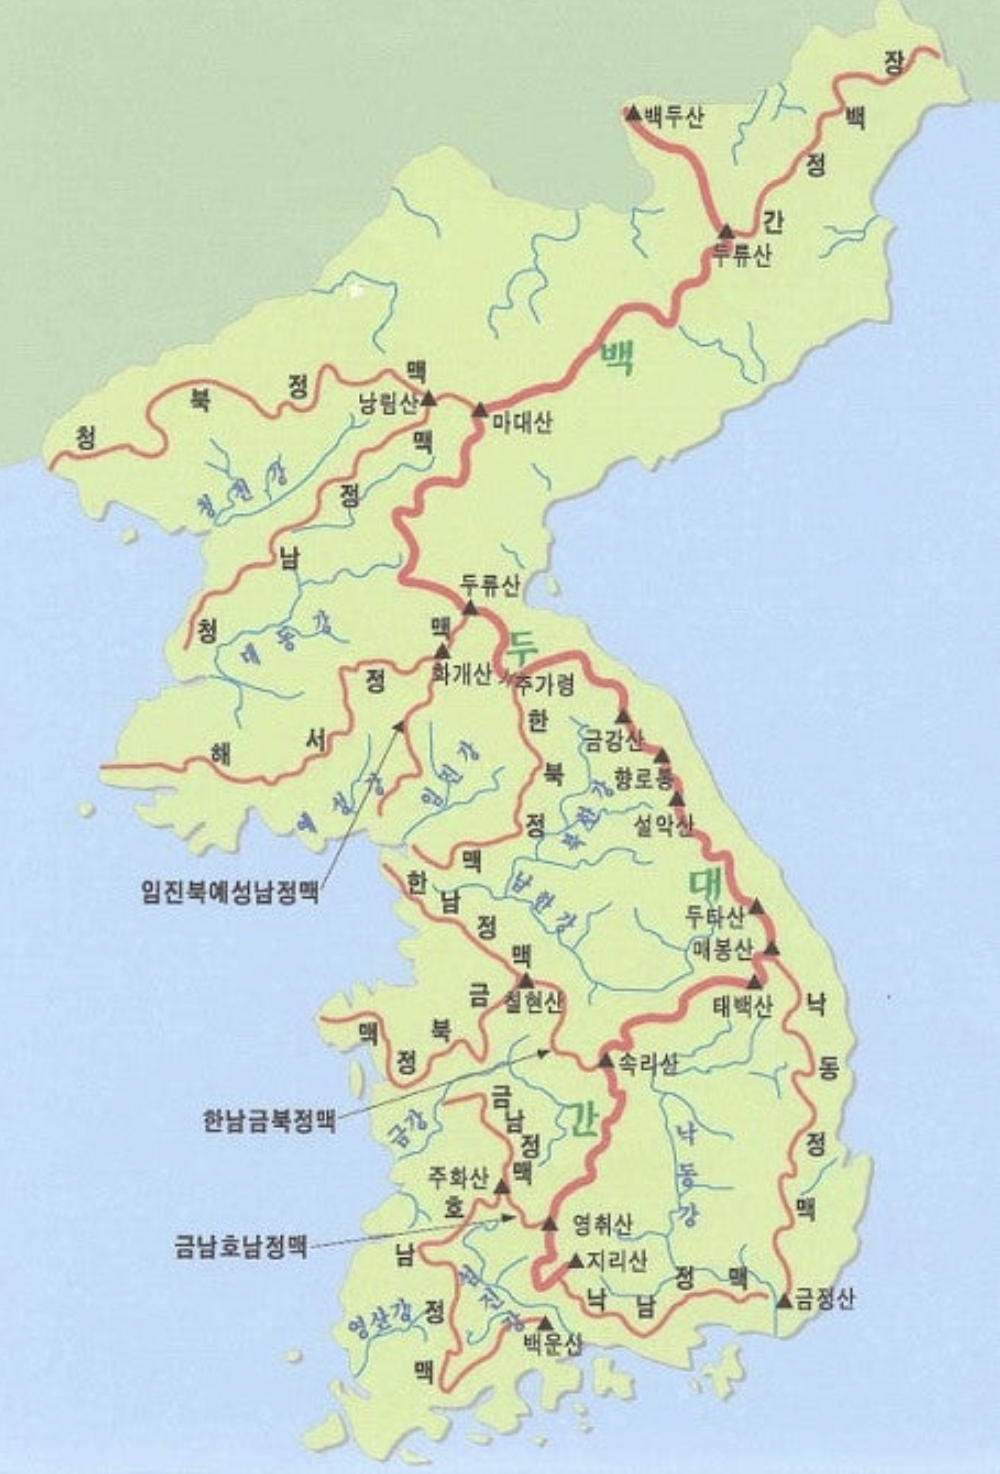 장백정간
백두산
두류산
백두대간
청북정맥
낭림산
마대산
청천강
청남정맥
두류산
대동강
화개산
추가령
해서정맥
금강산
향로봉
임진강
예성강
설악산
한북정맥
북한강
임진북예성남정맥
남한강
두타산
매봉산
한남정맥
칠현산
태백산
금북정맥
속리산
낙동정맥
한남금북정맥
금강
금남정맥
낙동강
주화산
영취산
금남호남정맥
지리산
호남정맥
섬진강
낙남정맥
금정산
영산강
백운산